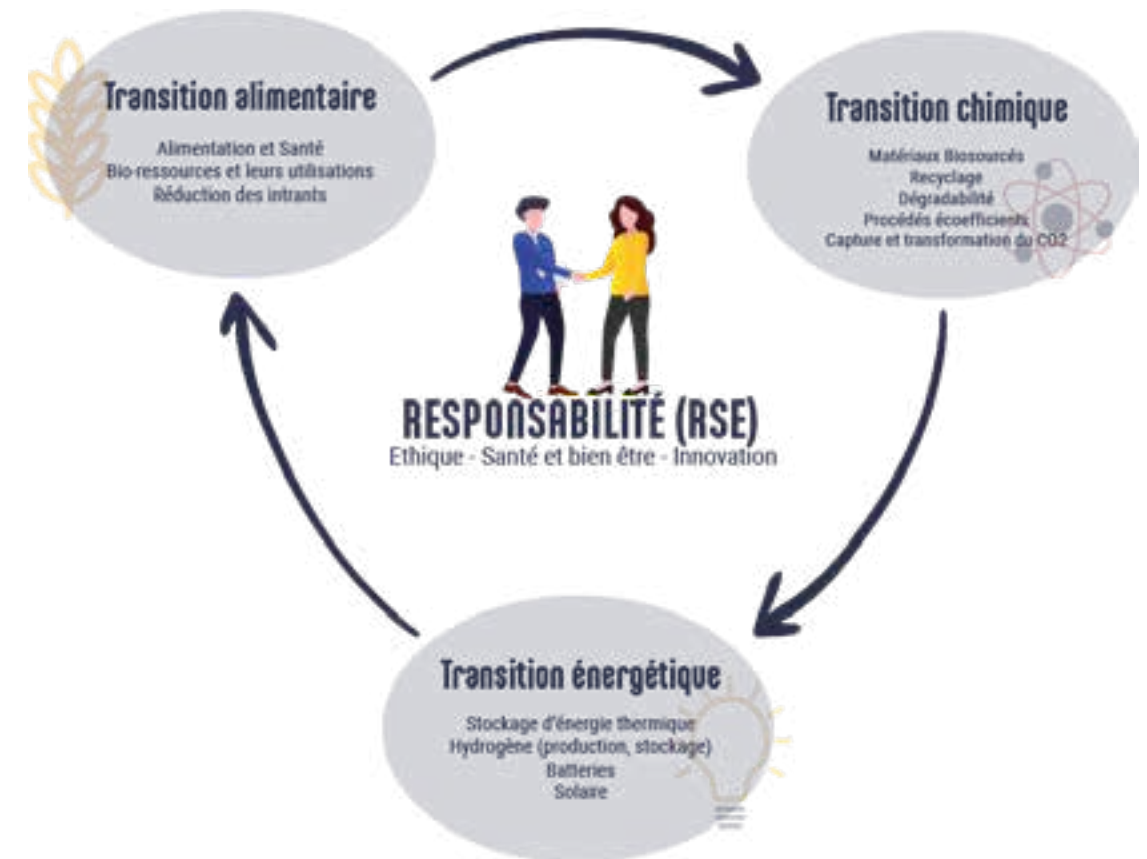 Transition alimentaire
Alimentation et Santé
Bio-ressources et leurs utilisations
Réduction des intrants
Transition chimique
Matériaux Biosourcés
Recyclage
Dégradabilité
Procédés écoefficients
Capture et transformation du CO2
RESPONSABILITÉ (RSE)
Ethique - Santé et bien être - Innovation
Transition énergétique
Stockage d'énergie thermique
Hydrogène (production, stockage)
Batteries
Solaire